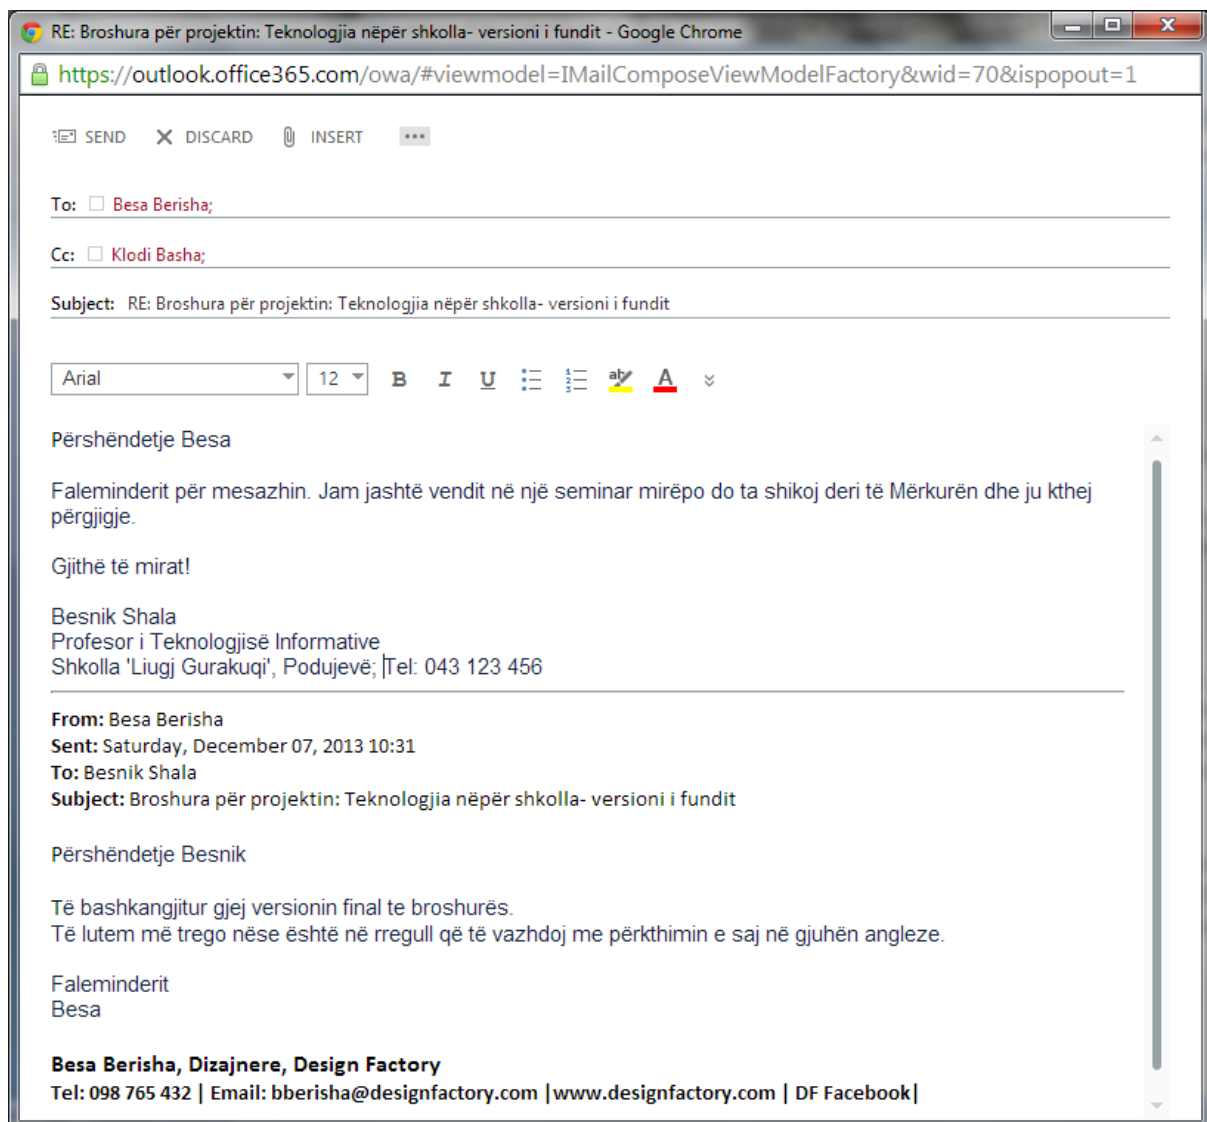 RE: Broshura për projektin: Teknologjia nëpër shkolla- versioni i fundit - Google Chrome
https://outlook.office365.com/owa/#viewmodel=IMailComposeViewModelFactory&wid=70&ispopout=1
SEND DISCARD INSERT
To: Besa Berisha;
Cc: Klodi Basha;
Subject: RE: Broshura për projektin: Teknologjia nëpër shkolla- versioni i fundit
Arial 12 B I U ab A
Përshëndetje Besa
Faleminderit për mesazhin. Jam jashtë vendit në një seminar mirëpo do ta shikoj deri të Mërkurën dhe ju kthej
përgjigje.
Gjithë të mirat!
Besnik Shala
Profesor i Teknologjisë Informative
Shkolla 'Liugj Gurakuqi', Podujevë; Tel: 043 123 456
From: Besa Berisha
Sent: Saturday, December 07, 2013 10:31
To: Besnik Shala
Subject: Broshura për projektin: Teknologjia nëpër shkolla- versioni i fundit
Përshëndetje Besnik
Të bashkangjitur gjej versionin final te broshurës.
Të lutem më trego nëse është në rregull që të vazhdoj me përkthimin e saj në gjuhën angleze.
Faleminderit
Besa
Besa Berisha, Dizajnere, Design Factory
Tel: 098 765 432 | Email: bberisha@designfactory.com |www.designfactory.com | DF Facebook|